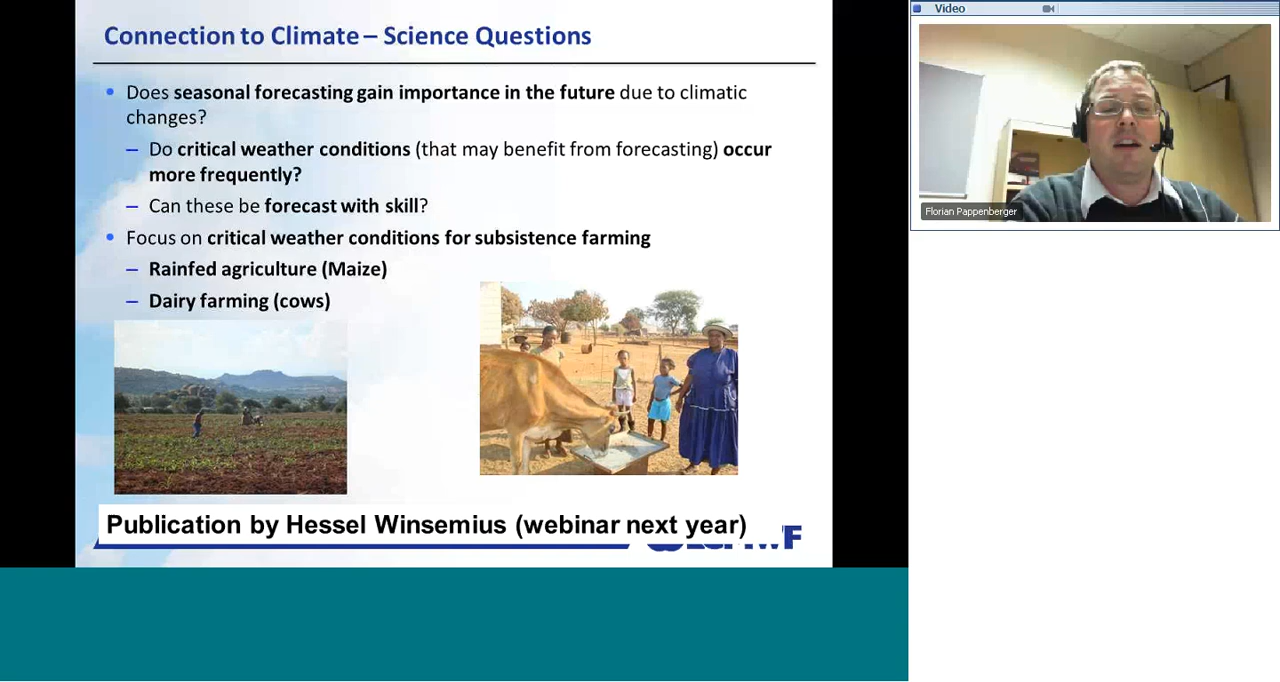 Connection to Climate – Science Questions
• Does seasonal forecasting gain importance in the future due to climatic
changes?
– Do critical weather conditions (that may benefit from forecasting) occur
more frequently?
– Can these be forecast with skill?
• Focus on critical weather conditions for subsistence farming
– Rainfed agriculture (Maize)
– Dairy farming (cows)
Publication by Hessel Winsemius (webinar next year)
Video
Florian Pappenberger